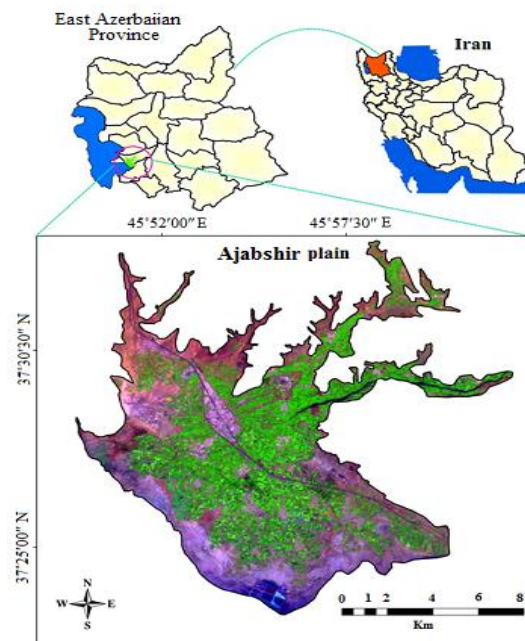 East Azerbaijan
Province
Iran
45°52'00" E
45°57'30" E
Ajabshir plain
37°30'30" N
37°25'00" N
N
W E
S
0 1 2 4 6 8
Km